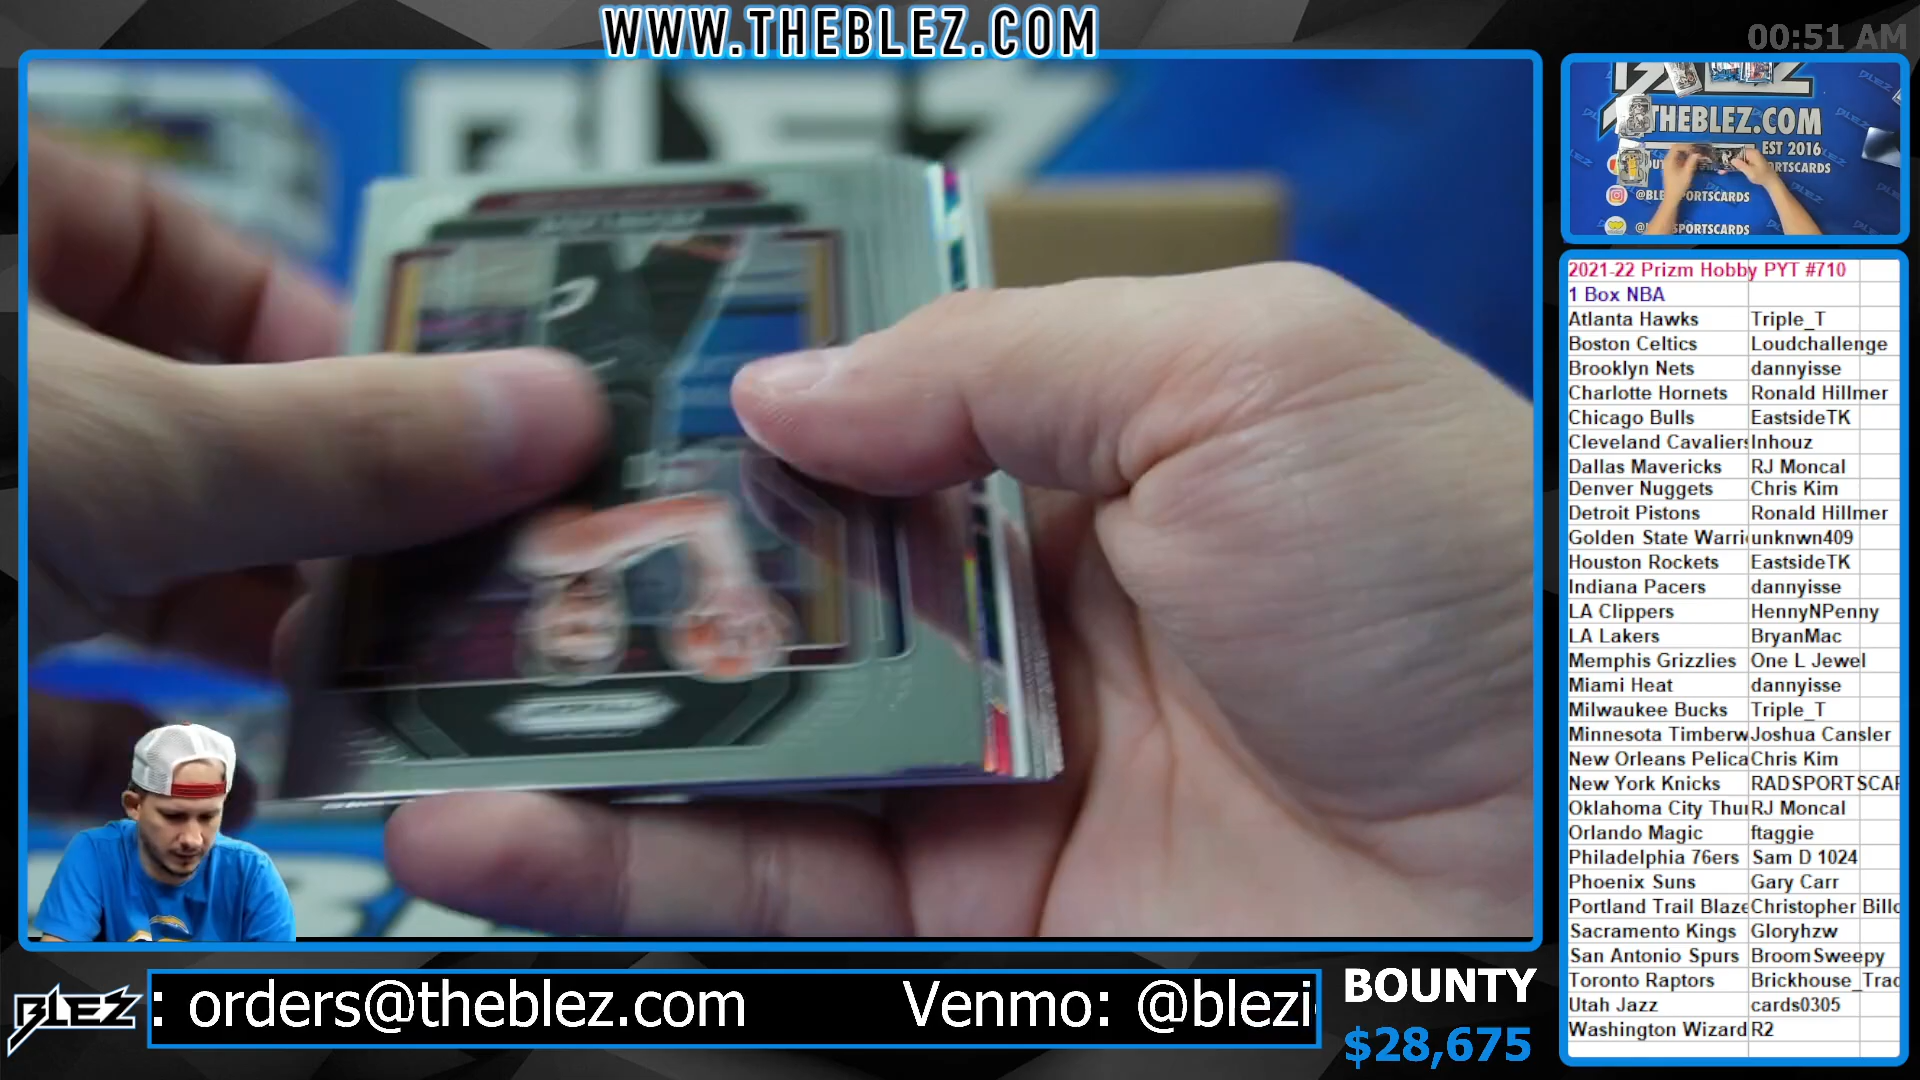 WWW.THEBLEZ.COM
00:51 AM
BLEZ
BLEZ
THEBLEZ.COM
EST 2016
2021-22 Prizm Hobby PYT #710
1 Box NBA
Atlanta Hawks Triple_T
Boston Celtics Loudchallenge
Brooklyn Nets dannyisse
Charlotte Hornets Ronald Hillmer
Chicago Bulls EastsideTK
Cleveland Cavaliers Inhouz
Dallas Mavericks RJ Moncal
Denver Nuggets Chris Kim
Detroit Pistons Ronald Hillmer
Golden State Warri unknwn409
Houston Rockets EastsideTK
Indiana Pacers dannyisse
LA Clippers HennyNPenny
LA Lakers BryanMac
Memphis Grizzlies One L Jewel
Miami Heat dannyisse
Milwaukee Bucks Triple_T
Minnesota Timberw Joshua Cansler
New Orleans Pelica Chris Kim
New York Knicks RADSPORTSCAR
Oklahoma City Thu RJ Moncal
Orlando Magic ftaggie
Philadelphia 76ers Sam D 1024
Phoenix Suns Gary Carr
Portland Trail Blaze Christopher Billo
Sacramento Kings Gloryhzw
San Antonio Spurs BroomSweepy
Toronto Raptors Brickhouse_Trad
Utah Jazz cards0305
Washington Wizard R2
BLEZ
: orders@theblez.com Venmo: @blezi
BOUNTY
$28,675